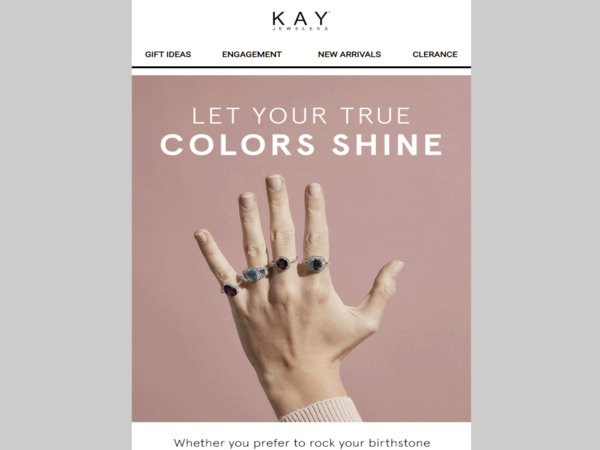 KAY
JEWELERS
GIFT IDEAS ENGAGEMENT NEW ARRIVALS CLERANCE
LET YOUR TRUE
COLORS SHINE
Whether you prefer to rock your birthstone